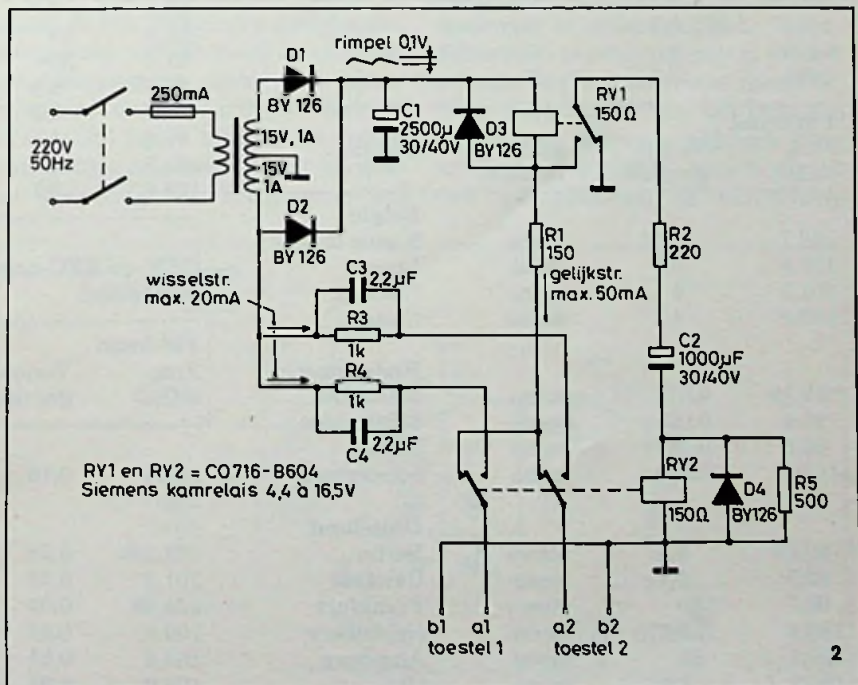 rimpel 0,1V
D1
BY 126
250mA
220V
50Hz
15V, 1A
15V
1A
D2
BY 126
C1
2500µ
30/40V
D3
BY126
RY1
150Ω
R1
150
R2
220
gelijkstr.
max. 50mA
wisselstr.
max. 20mA
C3
2,2µF
R3
1k
R4
1k
C4
2,2µF
C2
1000µF
30/40V
RY1 en RY2 = CO716-B604
Siemens kamrelais 4,4 à 16,5V
RY2
150Ω
D4
BY126
R5
500
b1 a1 a2 b2
toestel 1 toestel 2
2